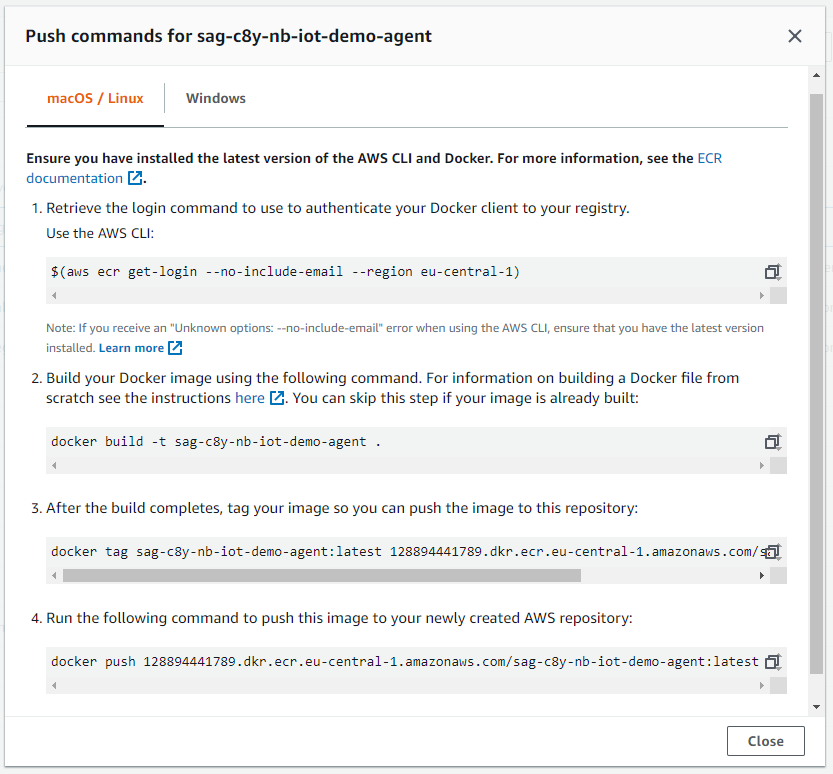 Push commands for sag-c8y-nb-iot-demo-agent
macOS / Linux
Windows
Ensure you have installed the latest version of the AWS CLI and Docker. For more information, see the ECR
documentation.
1. Retrieve the login command to use to authenticate your Docker client to your registry.
Use the AWS CLI:
$(aws ecr get-login --no-include-email --region eu-central-1)
Note: If you receive an "Unknown options: --no-include-email" error when using the AWS CLI, ensure that you have the latest version
installed. Learn more
2. Build your Docker image using the following command. For information on building a Docker file from
scratch see the instructions here. You can skip this step if your image is already built:
docker build -t sag-c8y-nb-iot-demo-agent .
3. After the build completes, tag your image so you can push the image to this repository:
docker tag sag-c8y-nb-iot-demo-agent:latest 128894441789.dkr.ecr.eu-central-1.amazonaws.com/
4. Run the following command to push this image to your newly created AWS repository:
docker push 128894441789.dkr.ecr.eu-central-1.amazonaws.com/sag-c8y-nb-iot-demo-agent:latest
Close